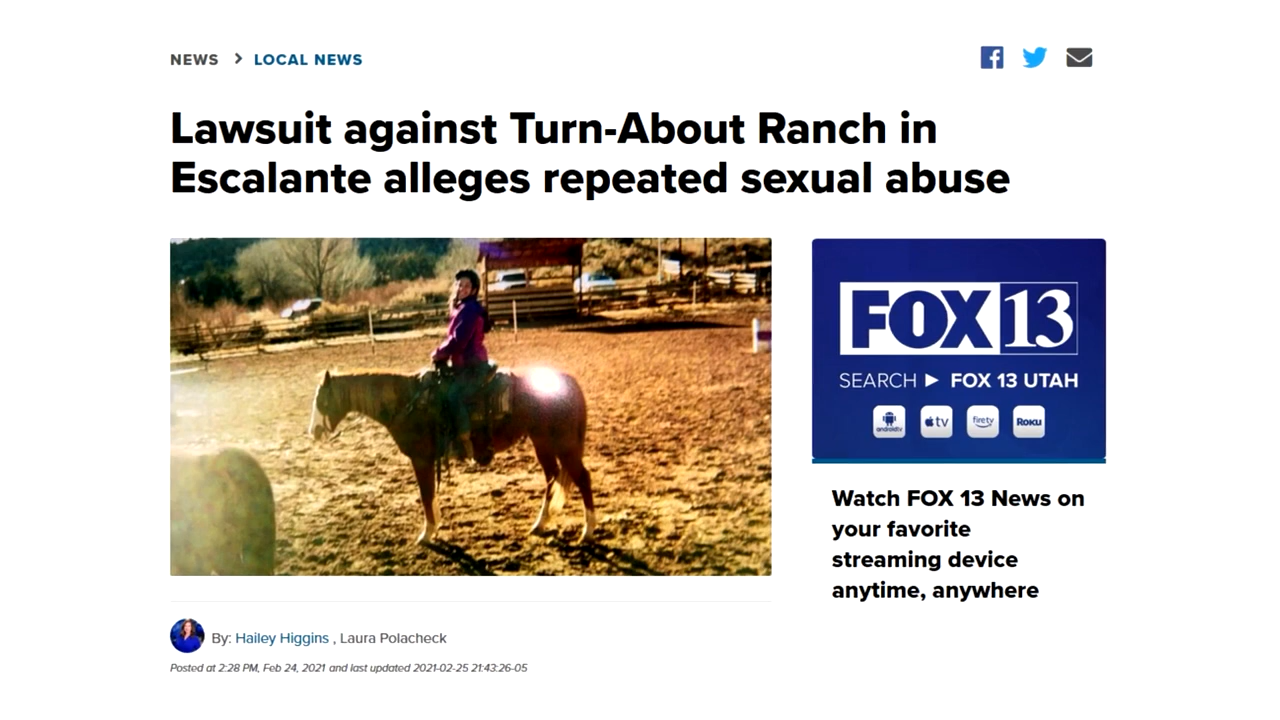 NEWS > LOCAL NEWS
Lawsuit against Turn-About Ranch in
Escalante alleges repeated sexual abuse
FOX 13
SEARCH ► FOX 13 UTAH
androidtv
tv
firetv
Roku
Watch FOX 13 News on
your favorite
streaming device
anytime, anywhere
By: Hailey Higgins , Laura Polacheck
Posted at 2:28 PM, Feb 24, 2021 and last updated 2021-02-25 21:43:26-05